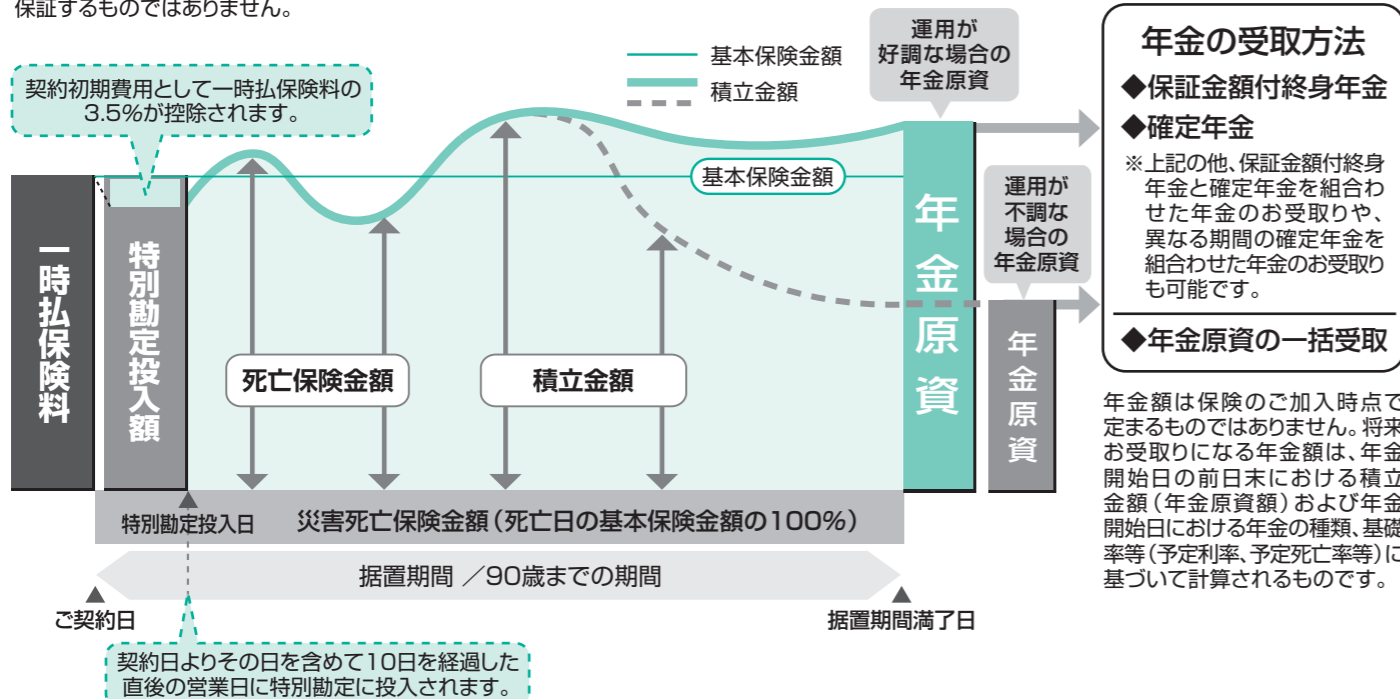 保証するものではありません。
契約初期費用として一時払保険料の
3.5%が控除されます。
基本保険金額
積立金額
運用が
好調な場合の
年金原資
基本保険金額
運用が
不調な
場合の
年金原資
一時払保険料
特別勘定投入額
死亡保険金額
積立金額
年金原資
年金原資
特別勘定投入日
災害死亡保険金額(死亡日の基本保険金額の100%)
据置期間 /90歳までの期間
ご契約日
据置期間満了日
契約日よりその日を含めて10日を経過した
直後の営業日に特別勘定に投入されます。
年金の受取方法
◆保証金額付終身年金
◆確定年金
※上記の他、保証金額付終身
年金と確定年金を組合わ
せた年金のお受取りや、
異なる期間の確定年金を
組合わせた年金のお受取り
も可能です。
◆年金原資の一括受取
年金額は保険のご加入時点で
定まるものではありません。将来
お受取りになる年金額は、年金
開始日の前日末における積立
金額(年金原資額)および年金
開始日における年金の種類、基礎
率等(予定利率、予定死亡率等)に
基づいて計算されるものです。